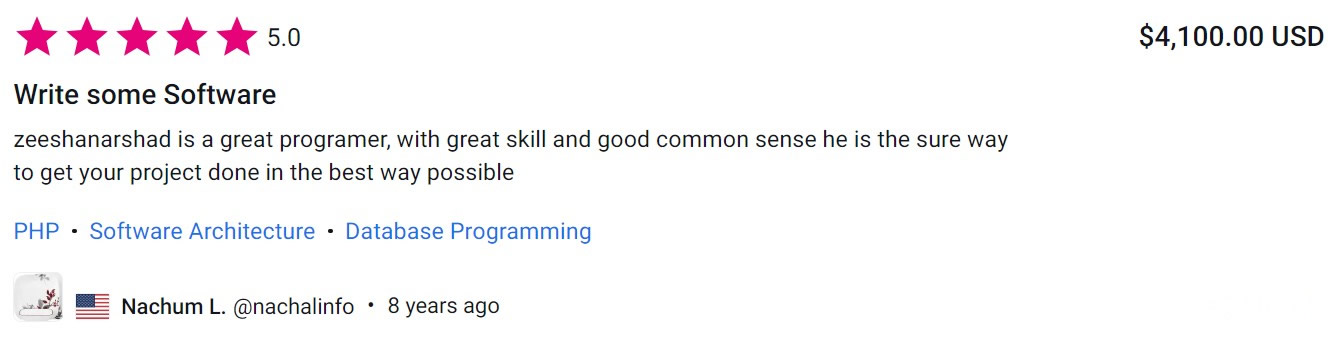 5.0
$4,100.00 USD
Write some Software
zeeshanarshad is a great programer, with great skill and good common sense he is the sure way
to get your project done in the best way possible
PHP • Software Architecture • Database Programming
Nachum L. @nachalinfo • 8 years ago